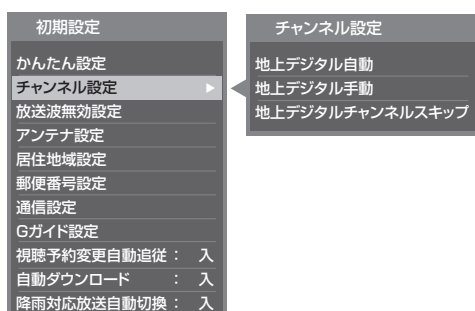 初期設定
かんたん設定
チャンネル設定
放送波無効設定
アンテナ設定
居住地域設定
郵便番号設定
通信設定
Gガイド設定
視聴予約変更自動追従： 入
自動ダウンロード ： 入
降雨対応放送自動切換： 入
チャンネル設定
地上デジタル自動
地上デジタル手動
地上デジタルチャンネルスキップ